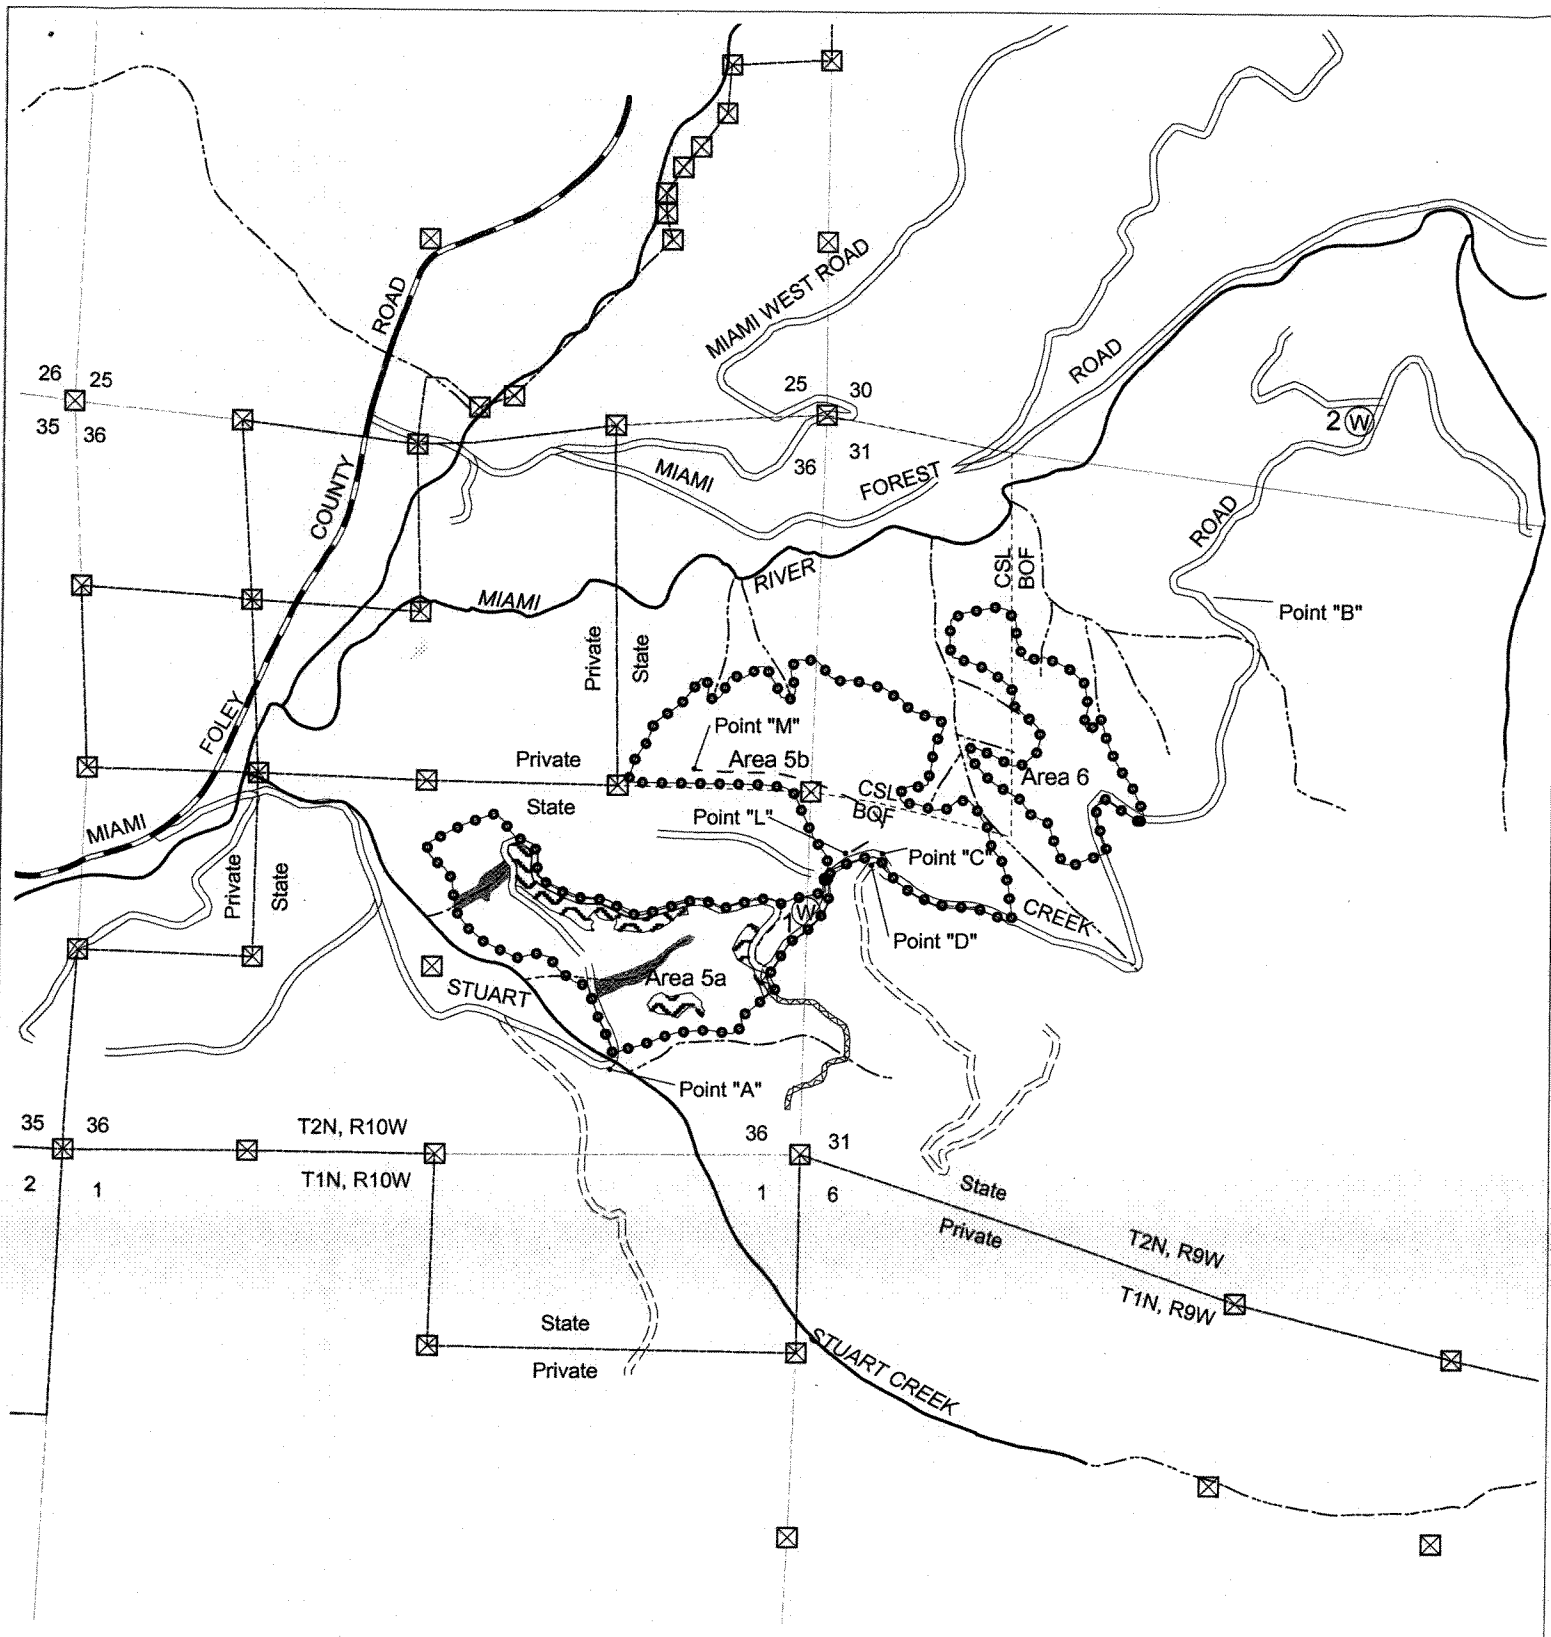 MIAMI WEST ROAD
ROAD
26 25
25 30
ROAD
35 36
36 31
2 W
MIAMI
FOREST
COUNTY
ROAD
CSL
BOF
RIVER
MIAMI
Point "B"
Private
State
FOLEY
Point "M"
Private
Area 5b
Area 6
State
CSL
BOF
Point "L"
MIAMI
Point "C"
Private
State
1 W
CREEK
Point "D"
Area 5a
STUART
Point "A"
35 36
T2N, R10W
36 31
T1N, R10W
2 1
1 6
State
Private
T2N, R9W
T1N, R9W
State
Private
STUART CREEK